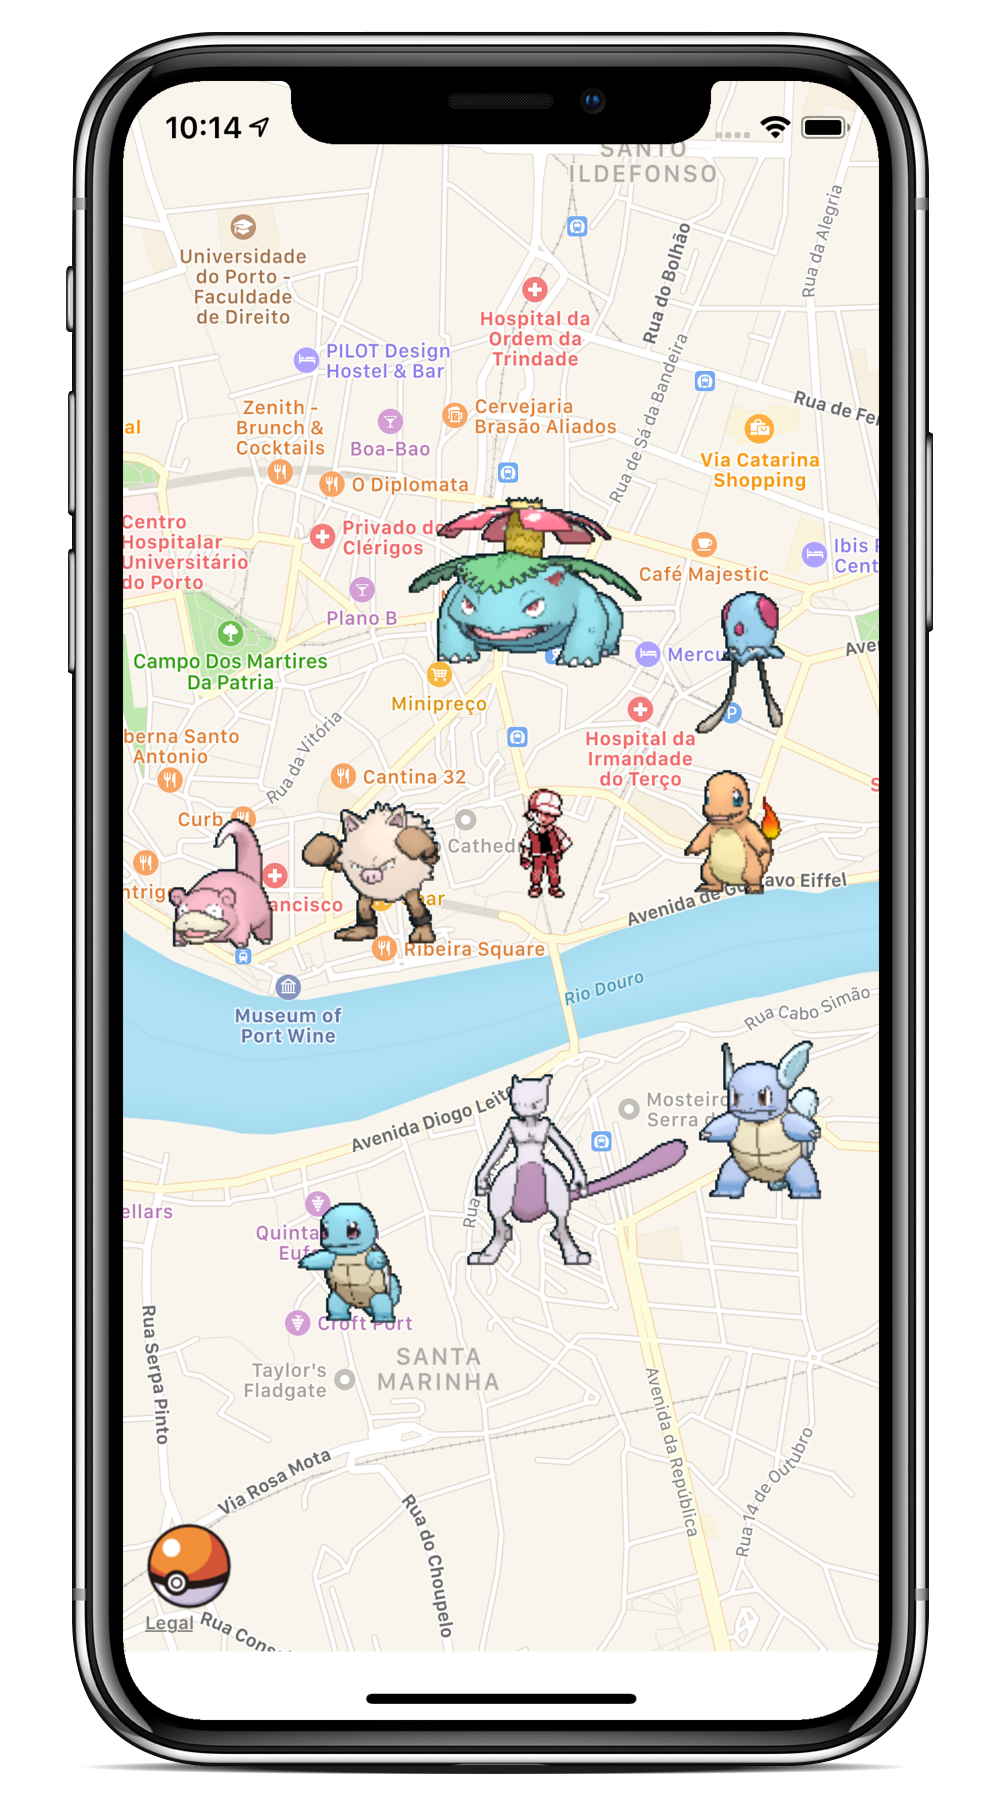 10:14
SANTO
ILDEFONSO
Universidade
do Porto -
Faculdade
de Direito
Rua da Alegria
Rua do Bolhão
Hospital da
Ordem da
Trindade
PILOT Design
Hostel & Bar
Rua de Sá da Bandeira
Rua de Fer
Zenith -
Brunch &
Cocktails
Cervejaria
Brasão Aliados
al
Boa-Bao
Via Catarina
Shopping
O Diplomata
Centro
Hospitalar
Universitário
do Porto
Privado do
Clérigos
Ibis
Cent
Café Majestic
Plano B
Campo Dos Martires
Da Patria
Mercu
Aven
Minipreço
Hospital da
Irmandade
do Terço
berna Santo
Antonio
Rua da Vitória
Cantina 32
S
Curb
Cathed
ntrig
ancisco
bar
Avenida de Gustavo Eiffel
Ribeira Square
Rio Douro
Museum of
Port Wine
Rua Cabo Simão
Avenida Diogo Leite
Mosteiro
Serra d
Rua
ellars
Quinta
Euf
Croft Port
SANTA
MARINHA
Taylor's
Fladgate
Rua Serpa Pinto
Avenida da República
Via Rosa Mota
Rua 14 de Outubro
Rua do Choupelo
Legal
Rua Cons